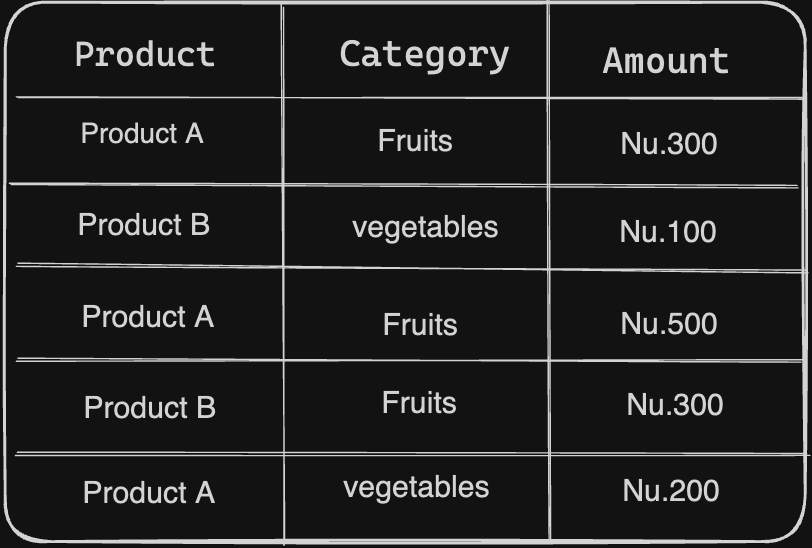 Product Category Amount
Product A Fruits Nu.300
Product B vegetables Nu.100
Product A Fruits Nu.500
Product B Fruits Nu.300
Product A vegetables Nu.200